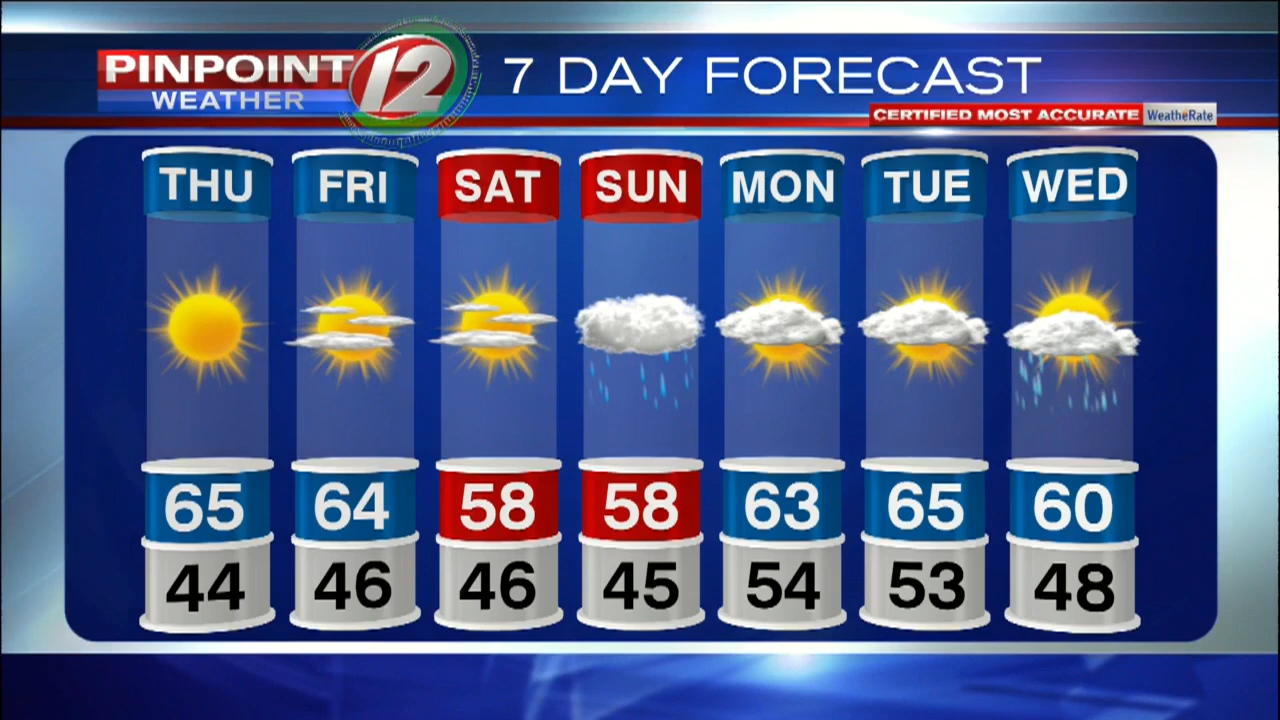 PINPOINT 12
WEATHER
7 DAY FORECAST
CERTIFIED MOST ACCURATE WeatheRate
THU FRI SAT SUN MON TUE WED
65 64 58 58 63 65 60
44 46 46 45 54 53 48